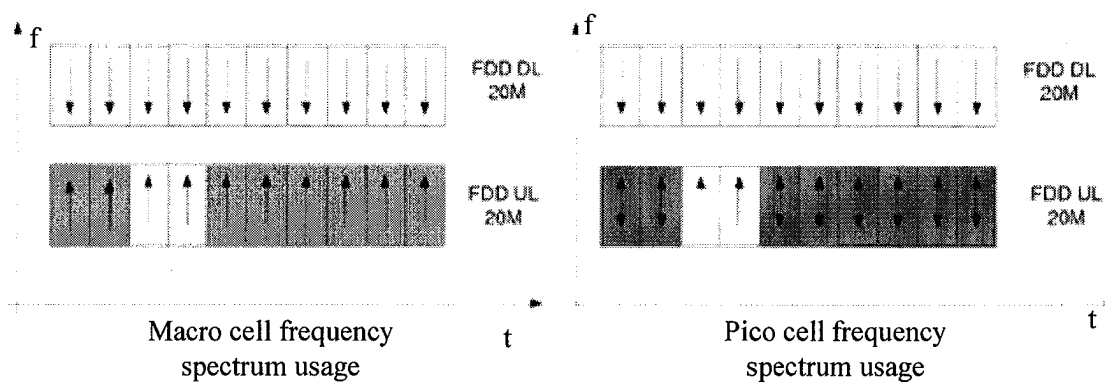 f
FDD DL
20M
FDD UL
20M
t
Macro cell frequency
spectrum usage
f
FDD DL
20M
FDD UL
20M
t
Pico cell frequency
spectrum usage